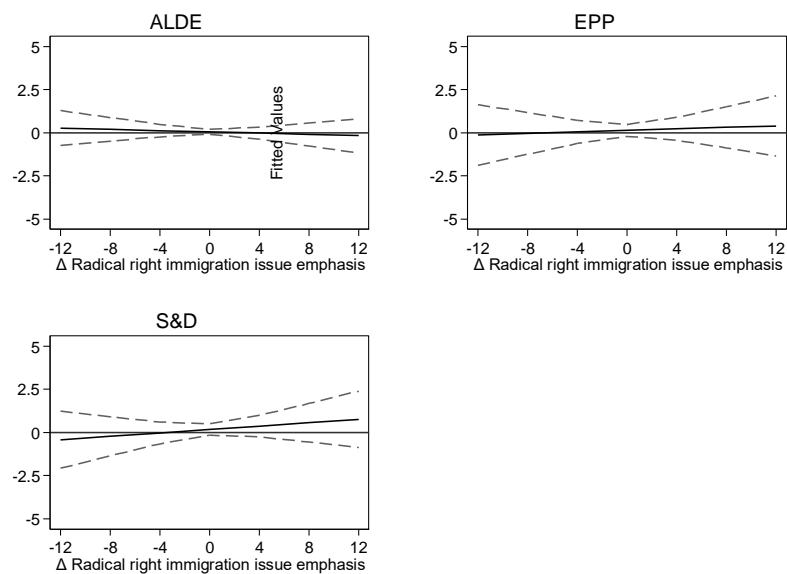 ALDE
5
2.5
0
-2.5
-5
Fitted Values
-12 -8 -4 0 4 8 12
Δ Radical right immigration issue emphasis
EPP
5
2.5
0
-2.5
-5
-12 -8 -4 0 4 8 12
Δ Radical right immigration issue emphasis
S&D
5
2.5
0
-2.5
-5
-12 -8 -4 0 4 8 12
Δ Radical right immigration issue emphasis